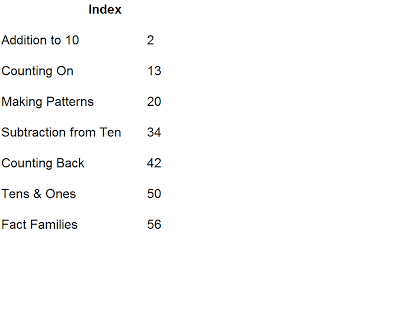 Index
Addition to 10 2
Counting On 13
Making Patterns 20
Subtraction from Ten 34
Counting Back 42
Tens & Ones 50
Fact Families 56